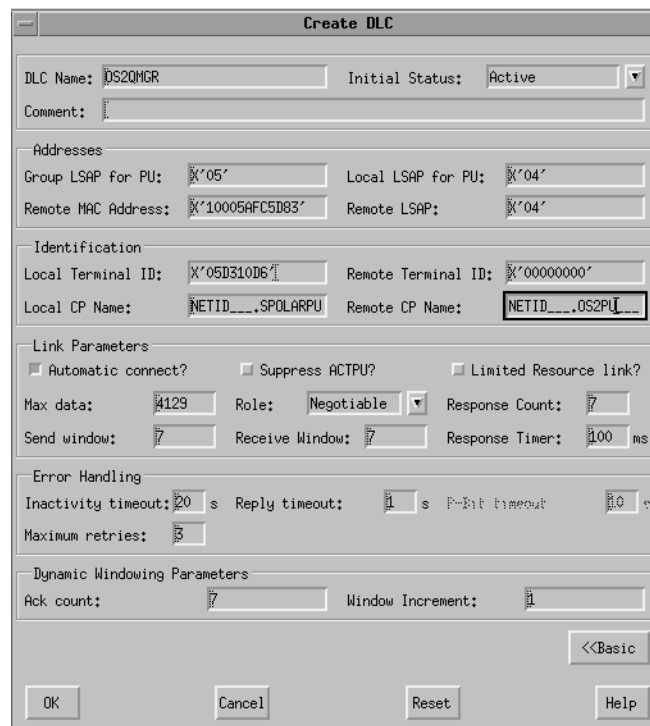 Create DLC
DLC Name: OS2QMGR Initial Status: Active
Comment:
Addresses
Group LSAP for PU: X'05' Local LSAP for PU: X'04'
Remote MAC Address: X'10005AFC5D83' Remote LSAP: X'04'
Identification
Local Terminal ID: X'05D310D6' Remote Terminal ID: X'00000000'
Local CP Name: NETID___.SPOLARPU Remote CP Name: NETID___.OS2PU___
Link Parameters
Automatic connect? Suppress ACTPU? Limited Resource link?
Max data: 4129 Role: Negotiable Response Count: 7
Send window: 7 Receive Window: 7 Response Timer: 100 ms
Error Handling
Inactivity timeout: 20 s Reply timeout: 1 s P-Bit timeout 10 s
Maximum retries: 3
Dynamic Windowing Parameters
Ack count: 7 Window Increment: 1
<<Basic
OK Cancel Reset Help